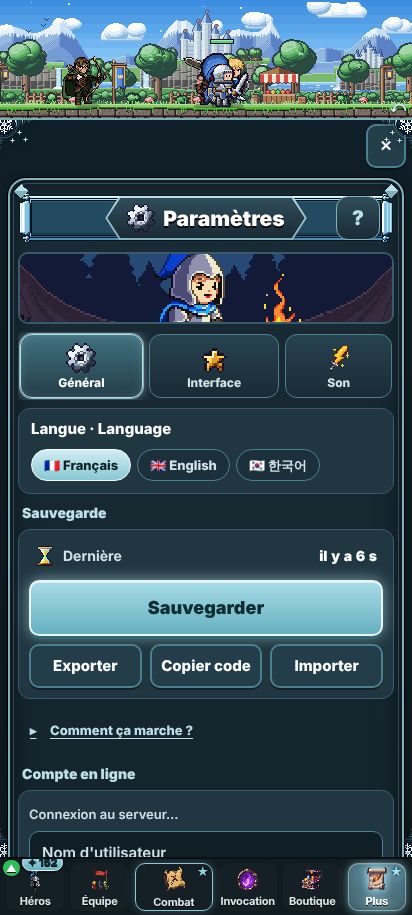 Paramètres
?
Général
Interface
Son
Langue · Language
Français
English
한국어
Sauvegarde
Dernière
il y a 6 s
Sauvegarder
Exporter
Copier code
Importer
Comment ça marche ?
Compte en ligne
Connexion au serveur...
Nom d'utilisateur
Héros
Équipe
Combat
Invocation
Boutique
Plus